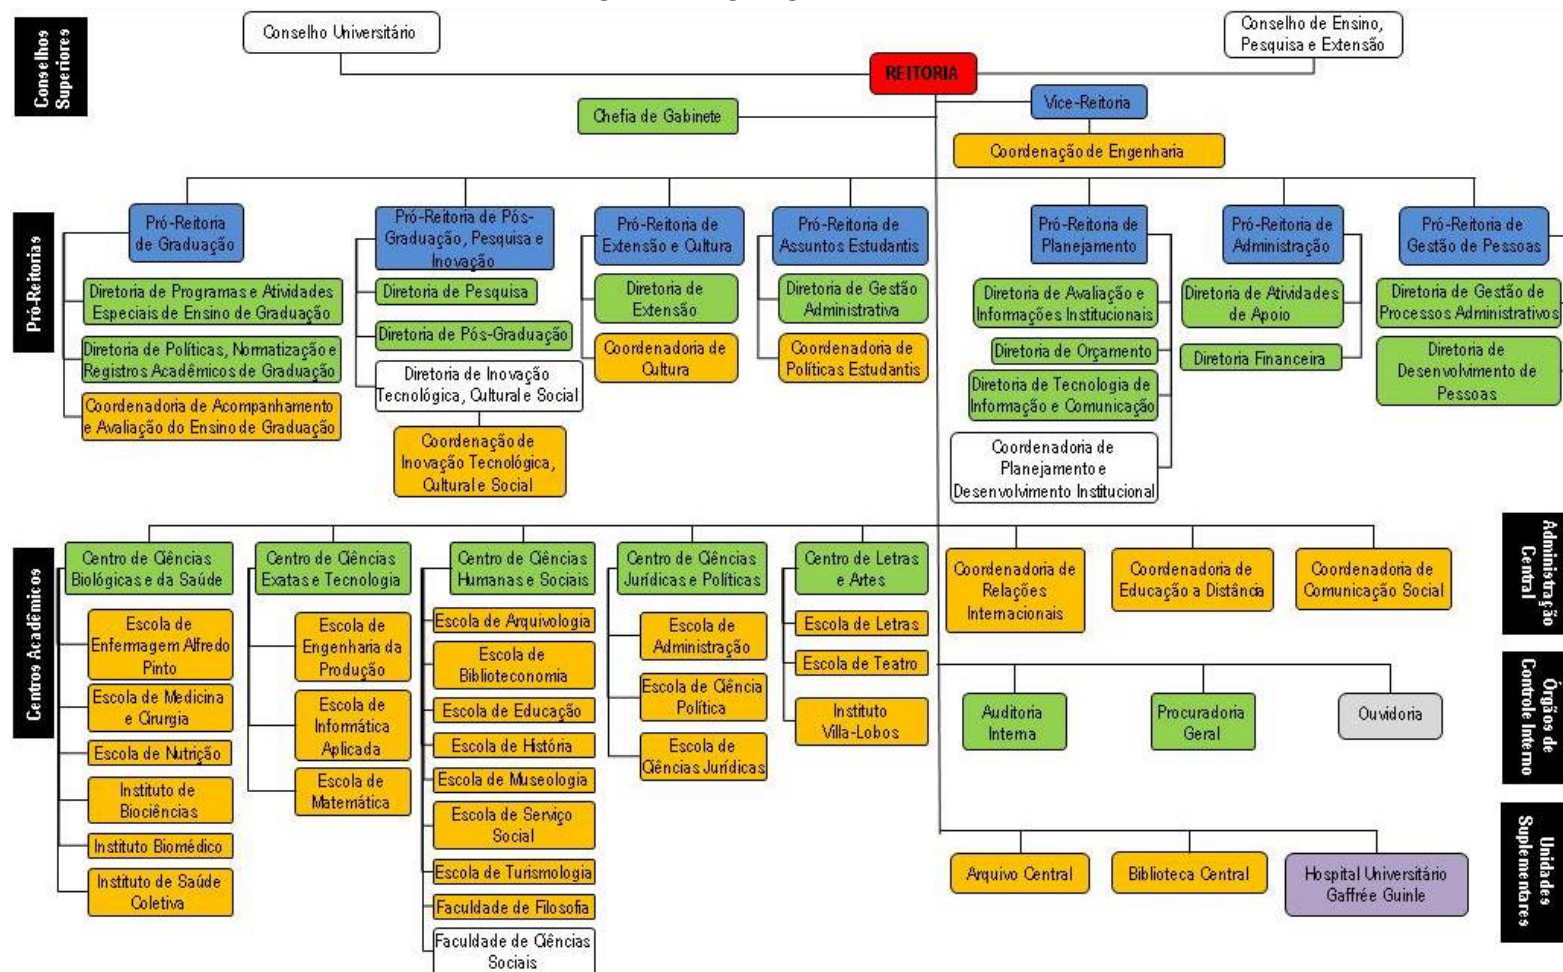 Conselhos
Superiores
Conselho Universitário
Conselho de Ensino,
Pesquisa e Extensão
REITORIA
Vice-Reitoria
Chefia de Gabinete
Coordenação de Engenharia
Pró-Reitorias
Pró-Reitoria
de Graduação
Diretoria de Programas e Atividades
Especiais de Ensino de Graduação
Diretoria de Políticas, Normatização e
Registros Acadêmicos de Graduação
Coordenadoria de Acompanhamento
e Avaliação do Ensino de Graduação
Pró-Reitoria de Pós-
Graduação, Pesquisa e
Inovação
Diretoria de Pesquisa
Diretoria de Pós-Graduação
Diretoria de Inovação
Tecnológica, Cultural e Social
Coordenação de
Inovação Tecnológica,
Cultural e Social
Pró-Reitoria de
Extensão e Cultura
Diretoria de
Extensão
Coordenadoria de
Cultura
Pró-Reitoria de
Assuntos Estudantis
Diretoria de Gestão
Administrativa
Coordenadoria de
Políticas Estudantis
Pró-Reitoria de
Planejamento
Diretoria de Avaliação e
Informações Institucionais
Diretoria de Orçamento
Diretoria de Tecnologia de
Informação e Comunicação
Coordenadoria de
Planejamento e
Desenvolvimento Institucional
Pró-Reitoria de
Administração
Diretoria de Atividades
de Apoio
Diretoria Financeira
Pró-Reitoria de
Gestão de Pessoas
Diretoria de Gestão de
Processos Administrativos
Diretoria de
Desenvolvimento de
Pessoas
Centros Acadêmicos
Centro de Ciências
Biológicas e da Saúde
Escola de
Enfermagem Alfredo
Pinto
Escola de Medicina
e Cirurgia
Escola de Nutrição
Instituto de
Biociências
Instituto Biomédico
Instituto de Saúde
Coletiva
Centro de Ciências
Exatas e Tecnologia
Escola de
Engenharia da
Produção
Escola de
Informática
Aplicada
Escola de
Matemática
Centro de Ciências
Humanas e Sociais
Escola de Arquivologia
Escola de
Biblioteconomia
Escola de Educação
Escola de História
Escola de Museologia
Escola de Serviço
Social
Escola de Turismologia
Faculdade de Filosofia
Faculdade de Ciências
Sociais
Centro de Ciências
Jurídicas e Políticas
Escola de
Administração
Escola de Ciência
Política
Escola de
Ciências Jurídicas
Centro de Letras
e Artes
Escola de Letras
Escola de Teatro
Instituto
Villa-Lobos
Administração
Central
Coordenadoria de
Relações
Internacionais
Coordenadoria de
Educação a Distância
Coordenadoria de
Comunicação Social
Órgãos de
Controle Interno
Auditoria
Interna
Procuradoria
Geral
Ouvidoria
Unidades
Suplementares
Arquivo Central
Biblioteca Central
Hospital Universitário
Gaffrée Guinle